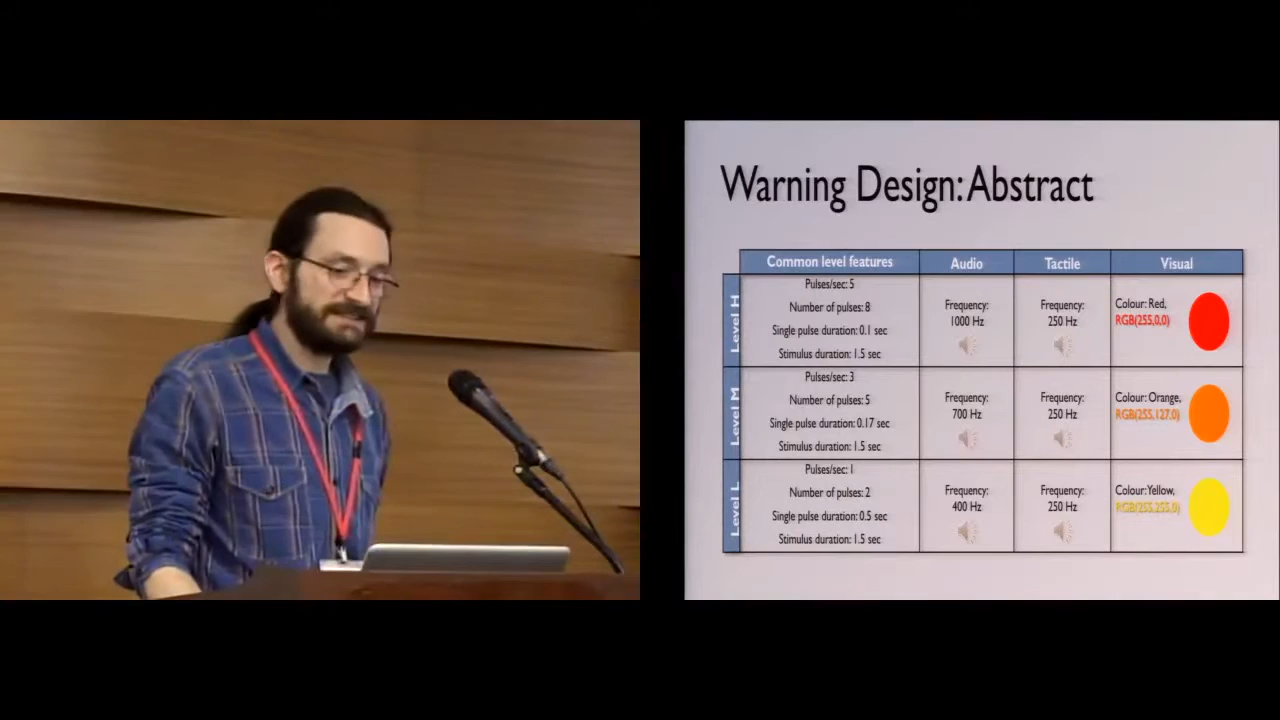 Warning Design: Abstract
Common level features Audio Tactile Visual
Level H
Pulses/sec: 5
Number of pulses: 8
Single pulse duration: 0.1 sec
Stimulus duration: 1.5 sec
Frequency:
1000 Hz
Frequency:
250 Hz
Colour: Red,
RGB(255,0,0)
Level M
Pulses/sec: 3
Number of pulses: 5
Single pulse duration: 0.17 sec
Stimulus duration: 1.5 sec
Frequency:
700 Hz
Frequency:
250 Hz
Colour: Orange,
RGB(255,127,0)
Level L
Pulses/sec: 1
Number of pulses: 2
Single pulse duration: 0.5 sec
Stimulus duration: 1.5 sec
Frequency:
400 Hz
Frequency:
250 Hz
Colour: Yellow,
RGB(255,255,0)